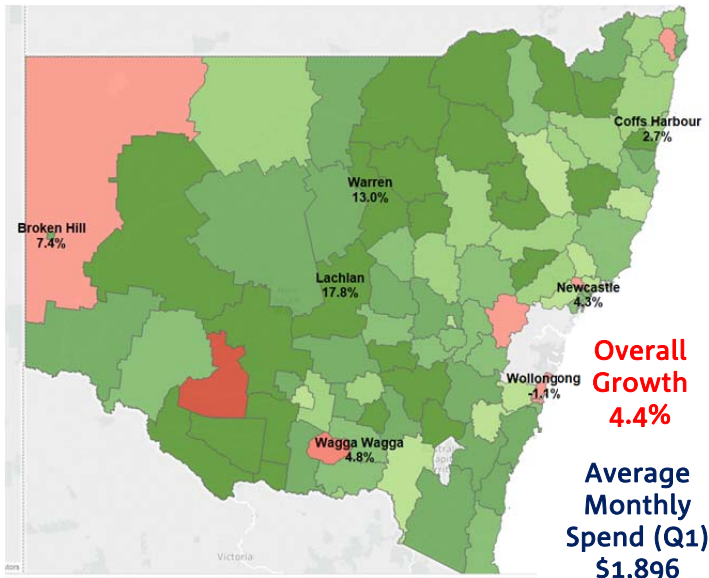 Coffs Harbour
2.7%
Warren
13.0%
Broken Hill
7.4%
Lachlan
17.8%
Newcastle
4.3%
Overall
Growth
4.4%
Wollongong
-1.1%
Wagga Wagga
4.8%
Average
Monthly
Spend (Q1)
$1,896
Victoria